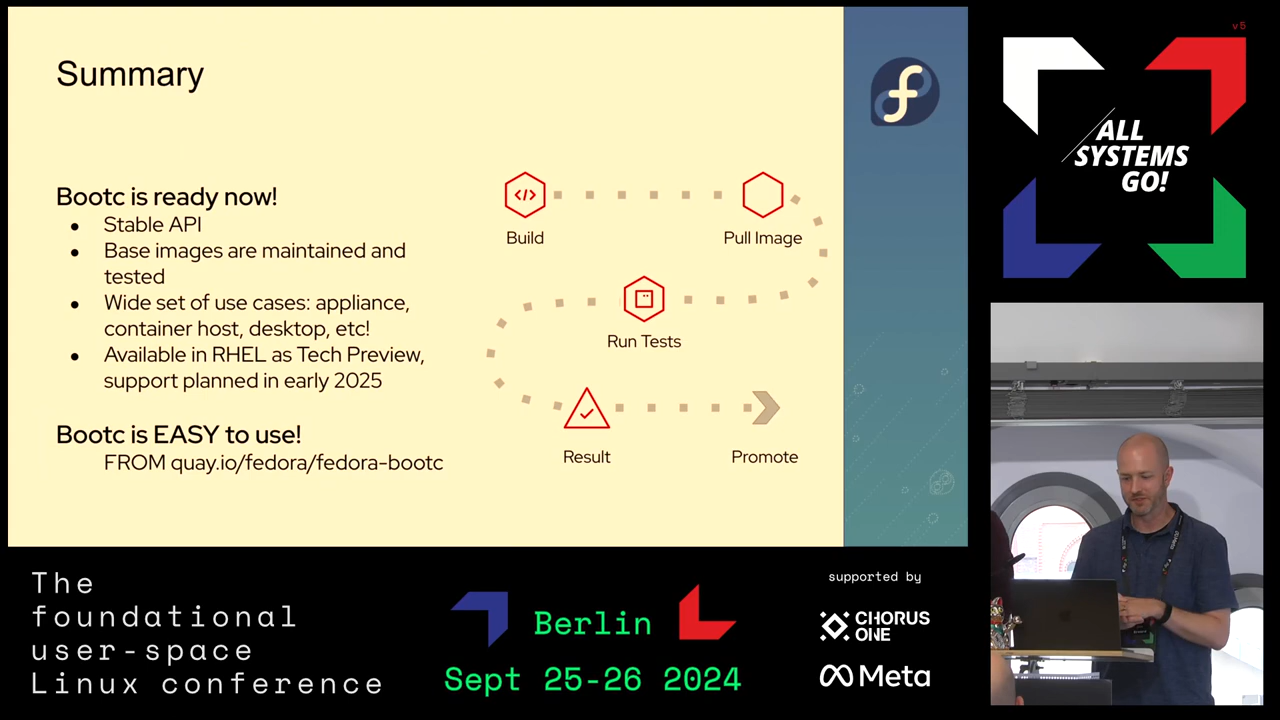 Summary
Bootc is ready now!
● Stable API
● Base images are maintained and
tested
● Wide set of use cases: appliance,
container host, desktop, etc!
● Available in RHEL as Tech Preview,
support planned in early 2025
Bootc is EASY to use!
FROM quay.io/fedora/fedora-bootc
</> 
Build
Pull Image
Run Tests
Result
Promote
v5
ALL
SYSTEMS
GO!
The
foundational
user-space
Linux conference
Berlin
Sept 25-26 2024
supported by
CHORUS
ONE
Meta